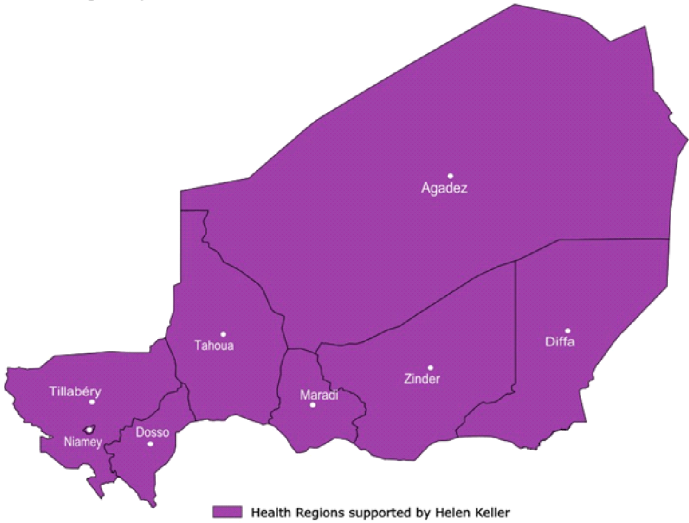 Agadez
Tahoua
Diffa
Zinder
Tillabéry
Maradi
Dosso
Niamey
Health Regions supported by Helen Keller